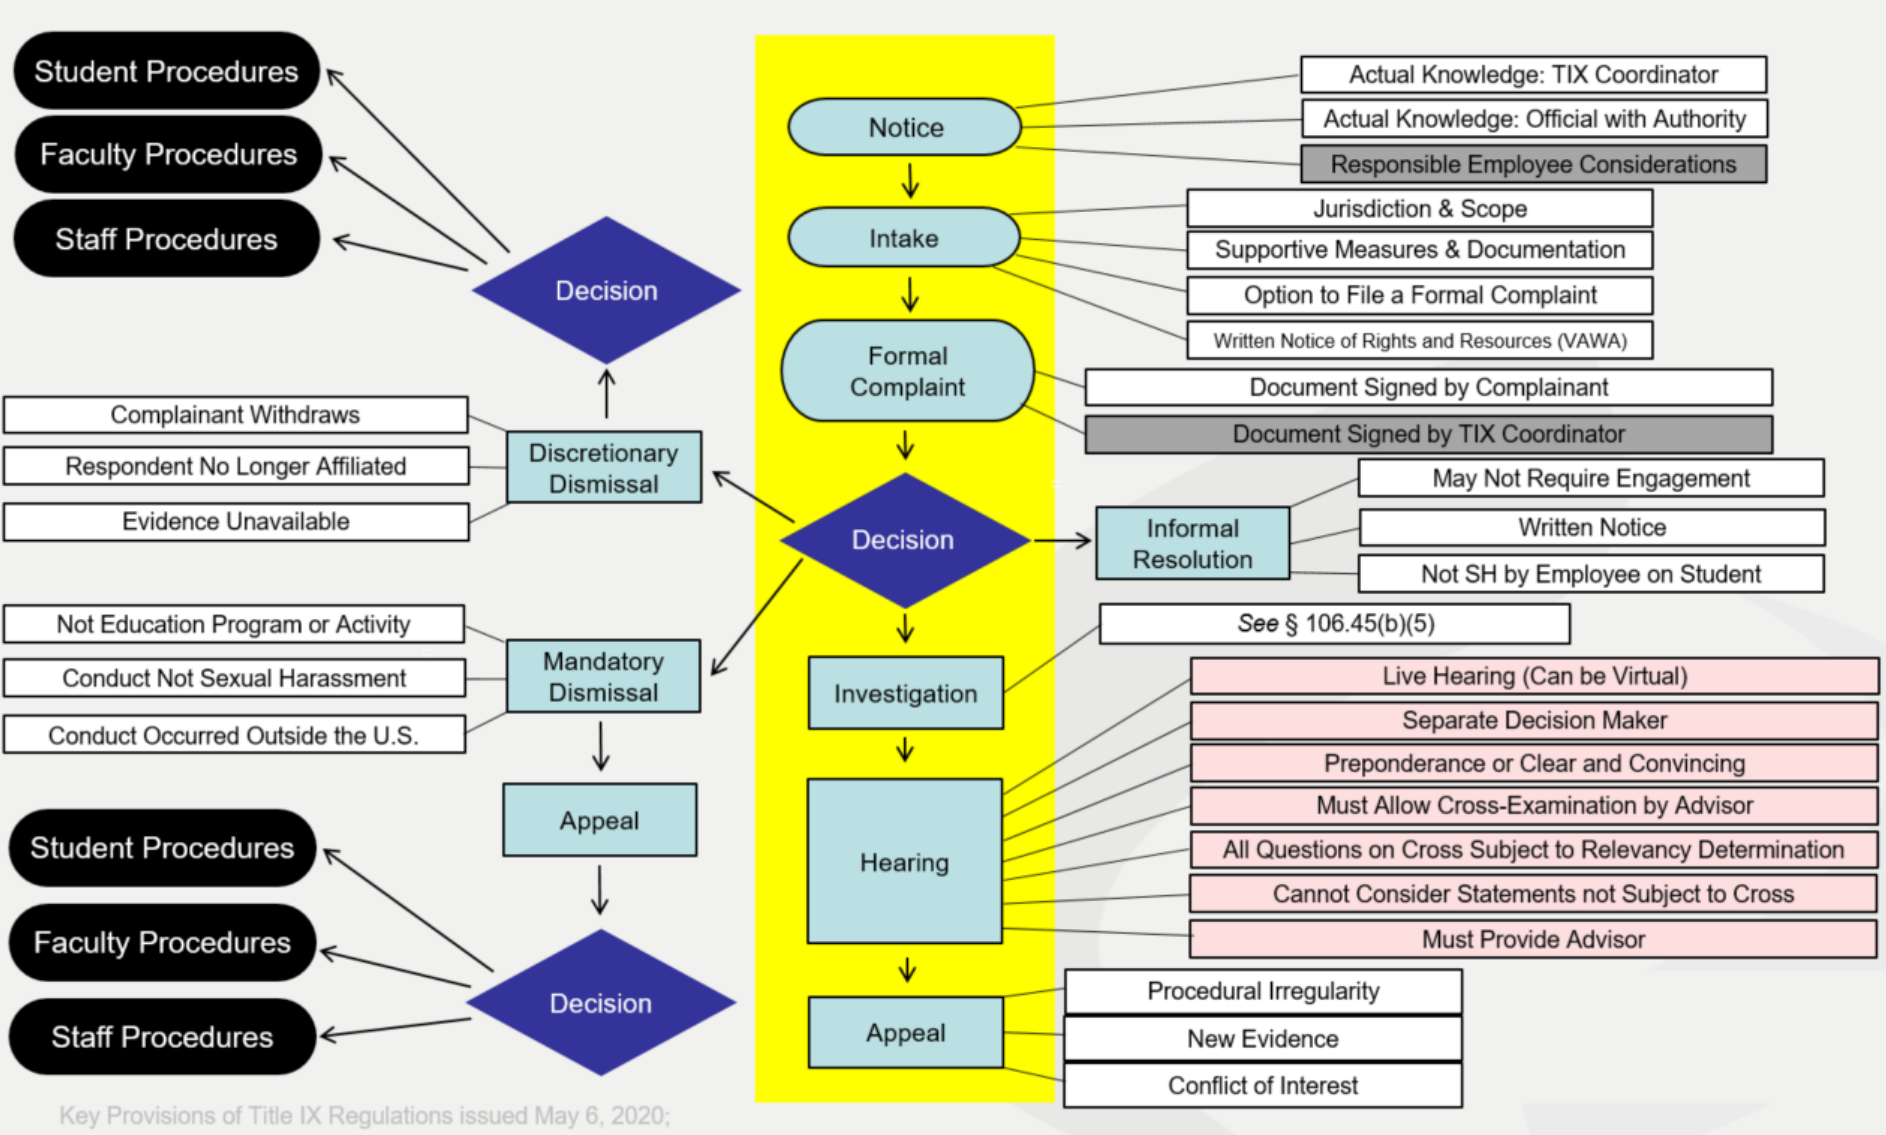 Student Procedures
Faculty Procedures
Staff Procedures
Decision
Complainant Withdraws
Respondent No Longer Affiliated
Evidence Unavailable
Discretionary
Dismissal
Not Education Program or Activity
Conduct Not Sexual Harassment
Conduct Occurred Outside the U.S.
Mandatory
Dismissal
Appeal
Student Procedures
Faculty Procedures
Staff Procedures
Decision
Key Provisions of Title IX Regulations issued May 6, 2020;
Notice
Intake
Formal
Complaint
Decision
Investigation
Hearing
Appeal
Actual Knowledge: TIX Coordinator
Actual Knowledge: Official with Authority
Responsible Employee Considerations
Jurisdiction & Scope
Supportive Measures & Documentation
Option to File a Formal Complaint
Written Notice of Rights and Resources (VAWA)
Document Signed by Complainant
Document Signed by TIX Coordinator
Informal
Resolution
May Not Require Engagement
Written Notice
Not SH by Employee on Student
See § 106.45(b)(5)
Live Hearing (Can be Virtual)
Separate Decision Maker
Preponderance or Clear and Convincing
Must Allow Cross-Examination by Advisor
All Questions on Cross Subject to Relevancy Determination
Cannot Consider Statements not Subject to Cross
Must Provide Advisor
Procedural Irregularity
New Evidence
Conflict of Interest